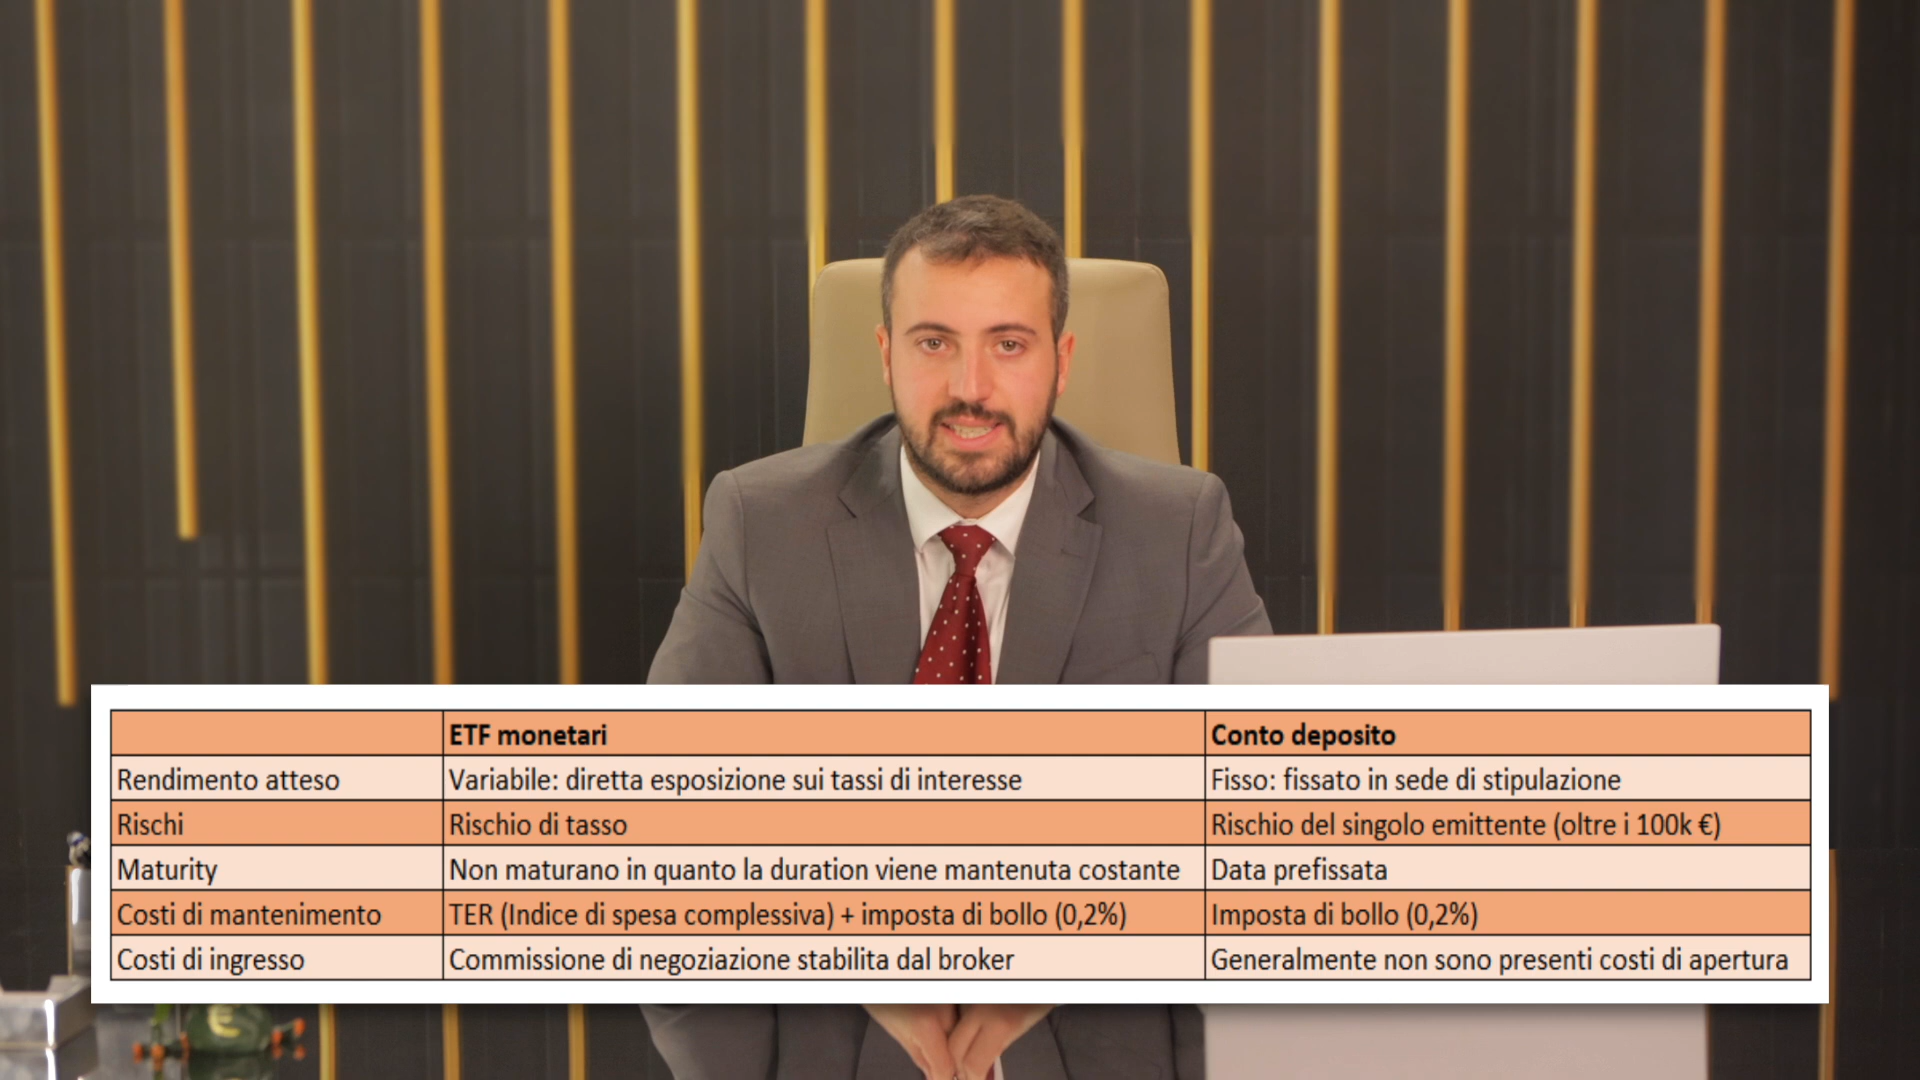 ETF monetari Conto deposito
Rendimento atteso Variabile: diretta esposizione sui tassi di interesse Fisso: fissato in sede di stipulazione
Rischi Rischio di tasso Rischio del singolo emittente (oltre i 100k €)
Maturity Non maturano in quanto la duration viene mantenuta costante Data prefissata
Costi di mantenimento TER (Indice di spesa complessiva) + imposta di bollo (0,2%) Imposta di bollo (0,2%)
Costi di ingresso Commissione di negoziazione stabilita dal broker Generalmente non sono presenti costi di apertura